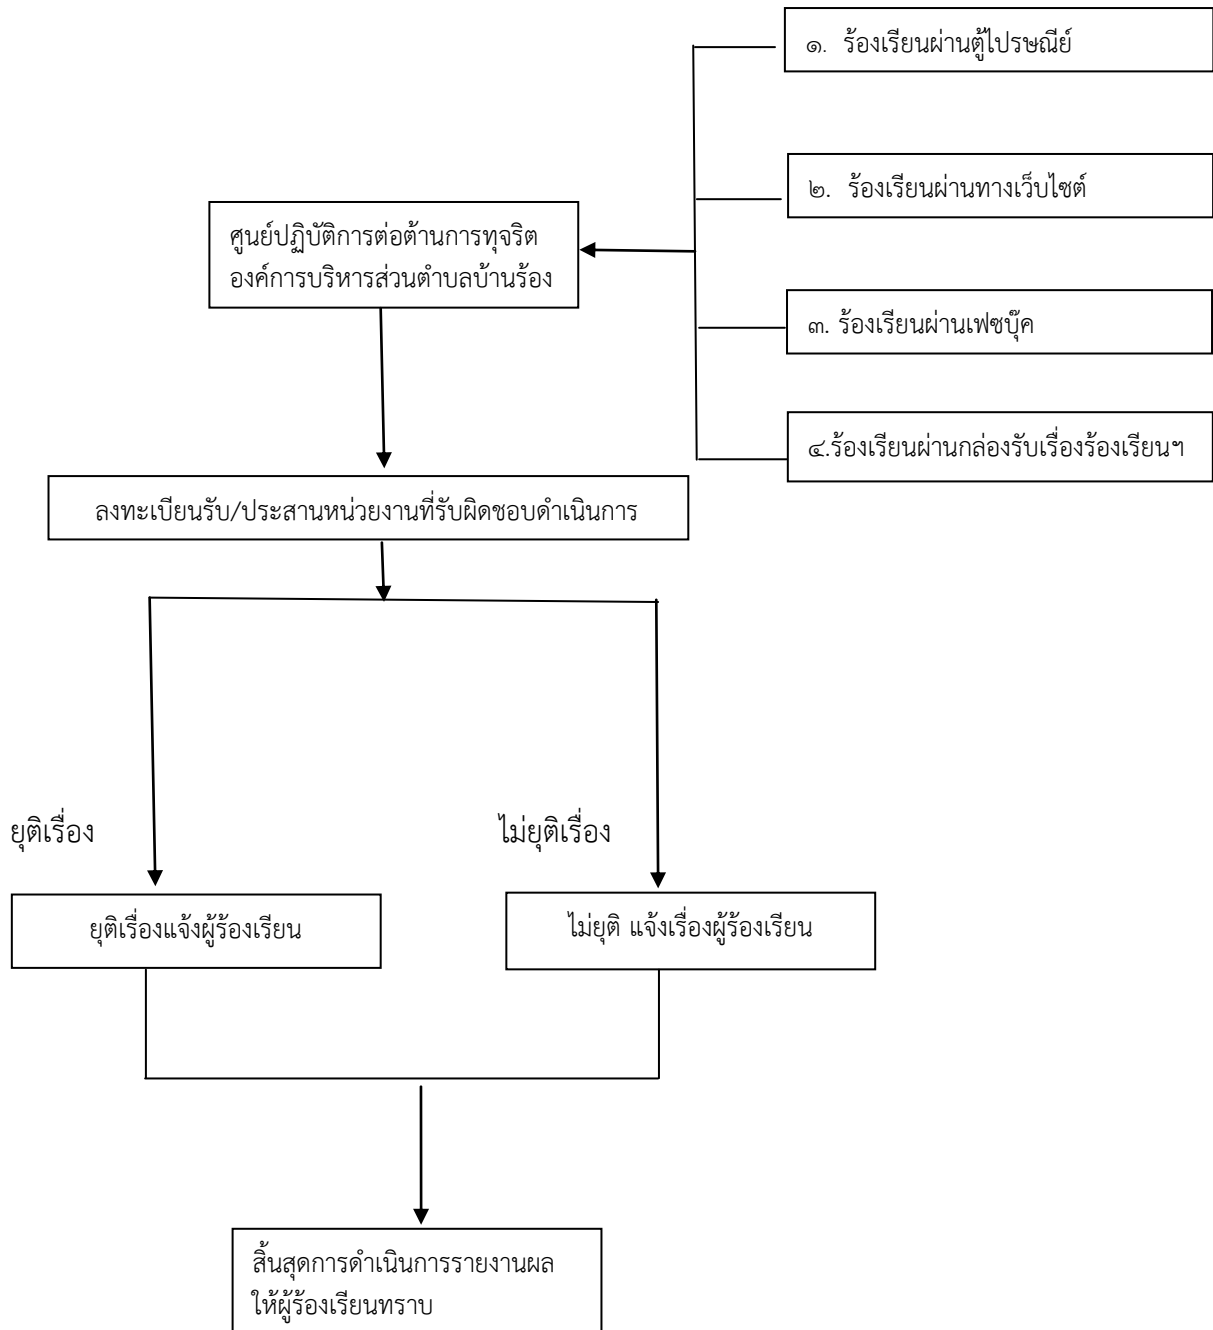 ๑. ร้องเรียนผ่านตู้ไปรษณีย์
๒. ร้องเรียนผ่านทางเว็บไซต์
ศูนย์ปฏิบัติการต่อต้านการทุจริต
องค์การบริหารส่วนตำบลบ้านร้อง
๓. ร้องเรียนผ่านเฟซบุ๊ค
๔.ร้องเรียนผ่านกล่องรับเรื่องร้องเรียนฯ
ลงทะเบียนรับ/ประสานหน่วยงานที่รับผิดชอบดำเนินการ
ยุติเรื่อง
ไม่ยุติเรื่อง
ยุติเรื่องแจ้งผู้ร้องเรียน
ไม่ยุติ แจ้งเรื่องผู้ร้องเรียน
สิ้นสุดการดำเนินการรายงานผล
ให้ผู้ร้องเรียนทราบ